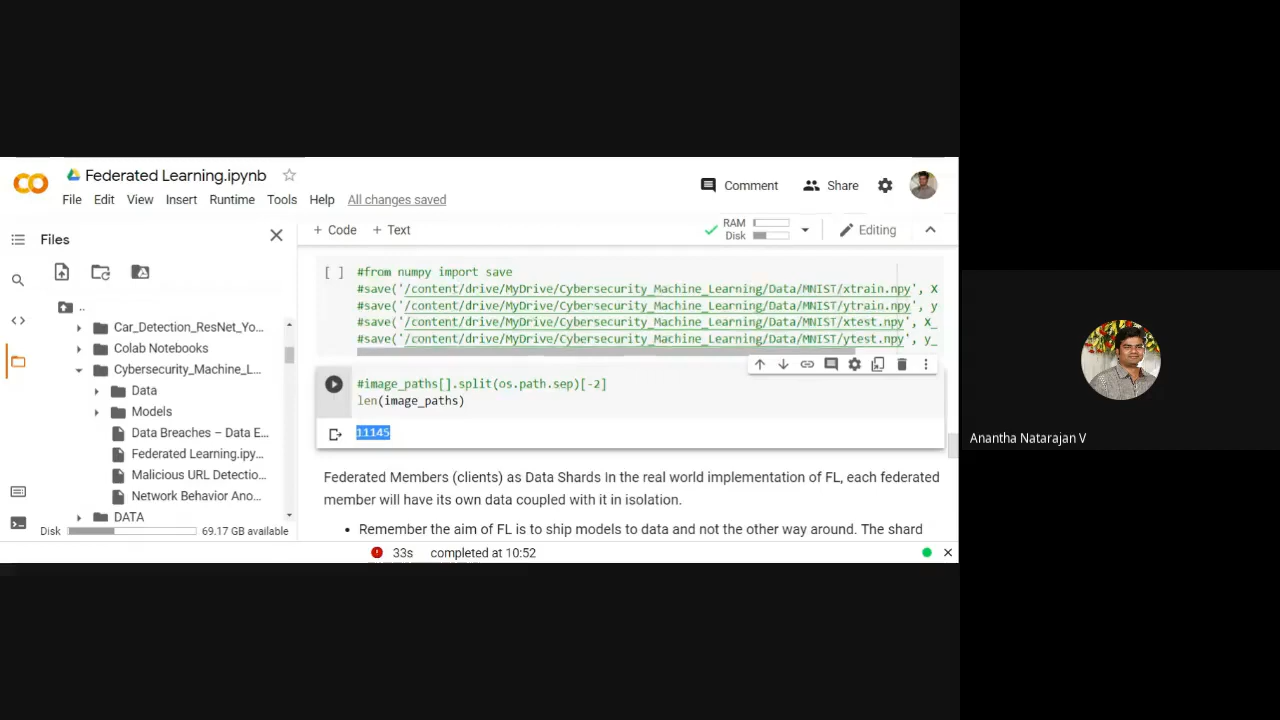 Federated Learning.ipynb
File Edit View Insert Runtime Tools Help All changes saved
Comment Share
Files
+ Code + Text
RAM
Disk
Editing
..
Car_Detection_ResNet_Yo...
Colab Notebooks
Cybersecurity_Machine_L...
Data
Models
Data Breaches – Data E...
Federated Learning.ipy...
Malicious URL Detectio...
Network Behavior Ano...
DATA
Disk 69.17 GB available
[ ] #from numpy import save
#save('/content/drive/MyDrive/Cybersecurity_Machine_Learning/Data/MNIST/xtrain.npy', X
#save('/content/drive/MyDrive/Cybersecurity_Machine_Learning/Data/MNIST/ytrain.npy', y
#save('/content/drive/MyDrive/Cybersecurity_Machine_Learning/Data/MNIST/xtest.npy', X_
#save('/content/drive/MyDrive/Cybersecurity_Machine_Learning/Data/MNIST/ytest.npy', y_
#image_paths[].split(os.path.sep)[-2]
len(image_paths)
11145
Federated Members (clients) as Data Shards In the real world implementation of FL, each federated
member will have its own data coupled with it in isolation.
• Remember the aim of FL is to ship models to data and not the other way around. The shard
33s completed at 10:52
Anantha Natarajan V